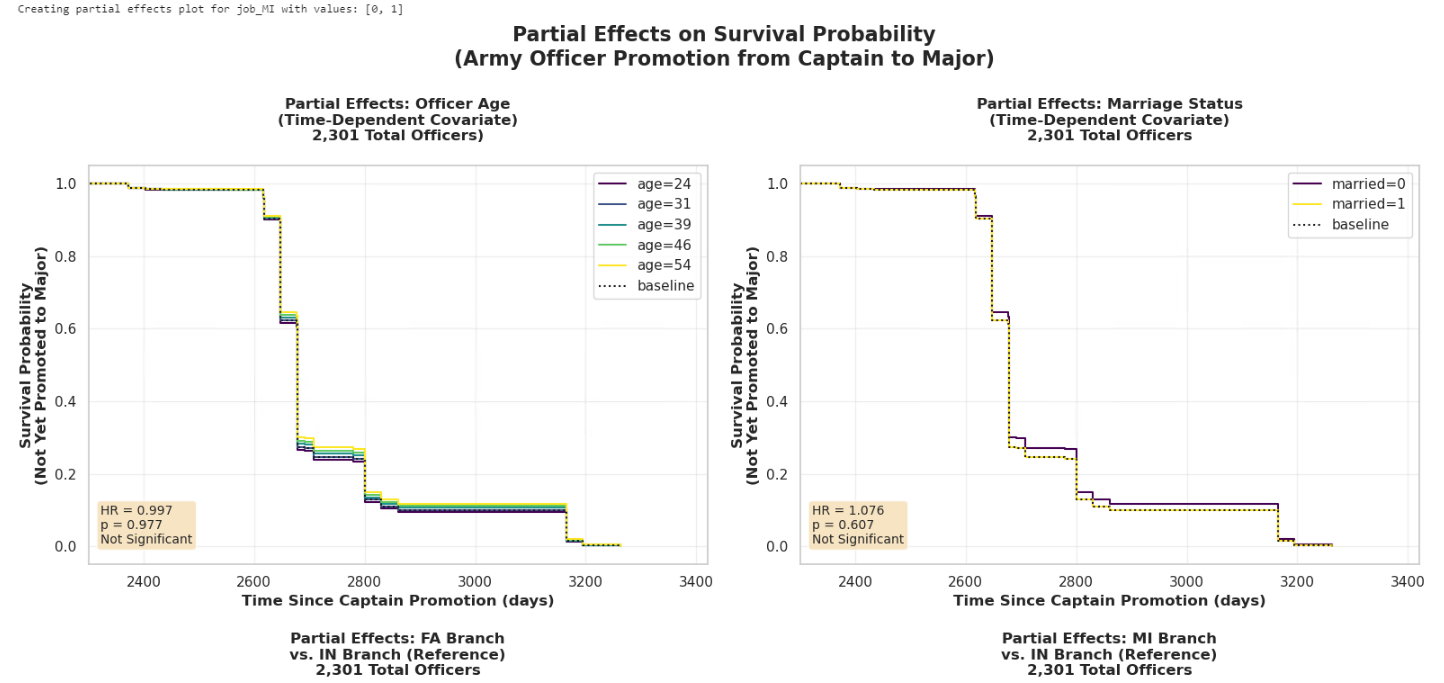 Creating partial effects plot for job_MI with values: [0, 1]
Partial Effects on Survival Probability
(Army Officer Promotion from Captain to Major)
Partial Effects: Officer Age
(Time-Dependent Covariate)
2,301 Total Officers)
Survival Probability
(Not Yet Promoted to Major)
1.0
0.8
0.6
0.4
0.2
0.0
age=24
age=31
age=39
age=46
age=54
baseline
HR = 0.997
p = 0.977
Not Significant
2400
2600
2800
3000
3200
3400
Time Since Captain Promotion (days)
Partial Effects: Marriage Status
(Time-Dependent Covariate)
2,301 Total Officers
Survival Probability
(Not Yet Promoted to Major)
1.0
0.8
0.6
0.4
0.2
0.0
married=0
married=1
baseline
HR = 1.076
p = 0.607
Not Significant
2400
2600
2800
3000
3200
3400
Time Since Captain Promotion (days)
Partial Effects: FA Branch
vs. IN Branch (Reference)
2,301 Total Officers
Partial Effects: MI Branch
vs. IN Branch (Reference)
2,301 Total Officers